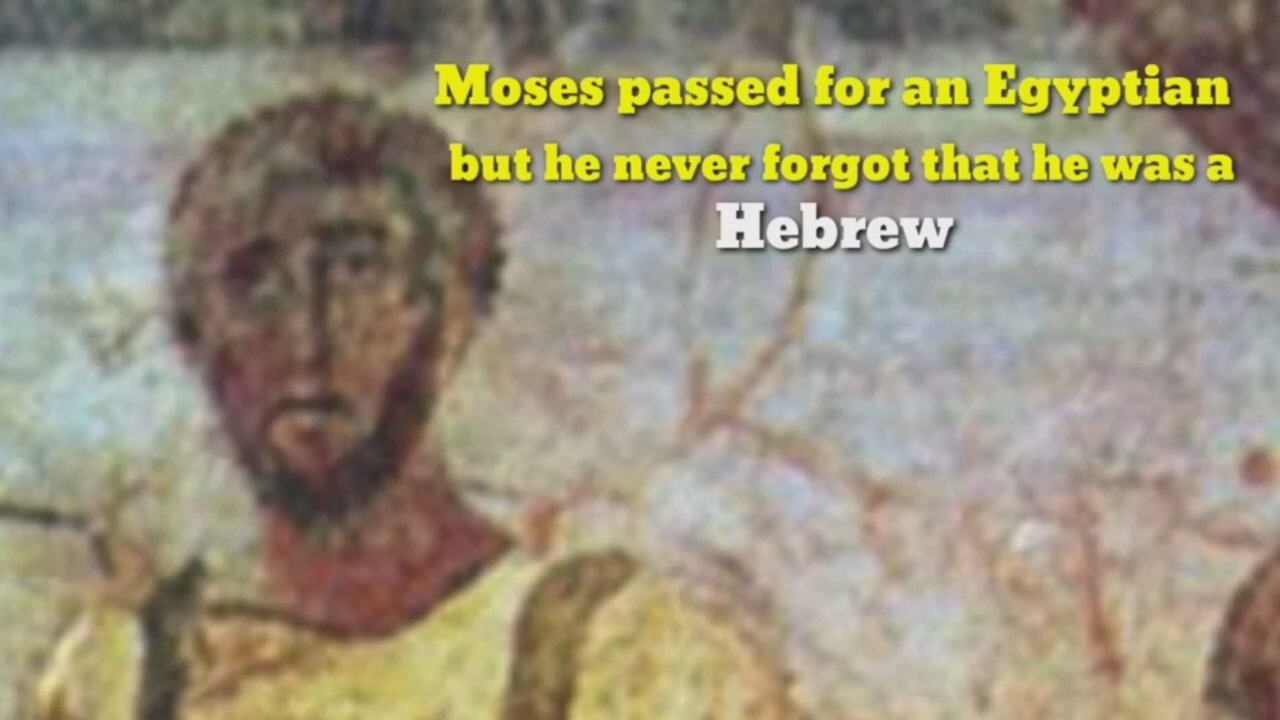 Moses passed for an Egyptian
but he never forgot that he was a
Hebrew